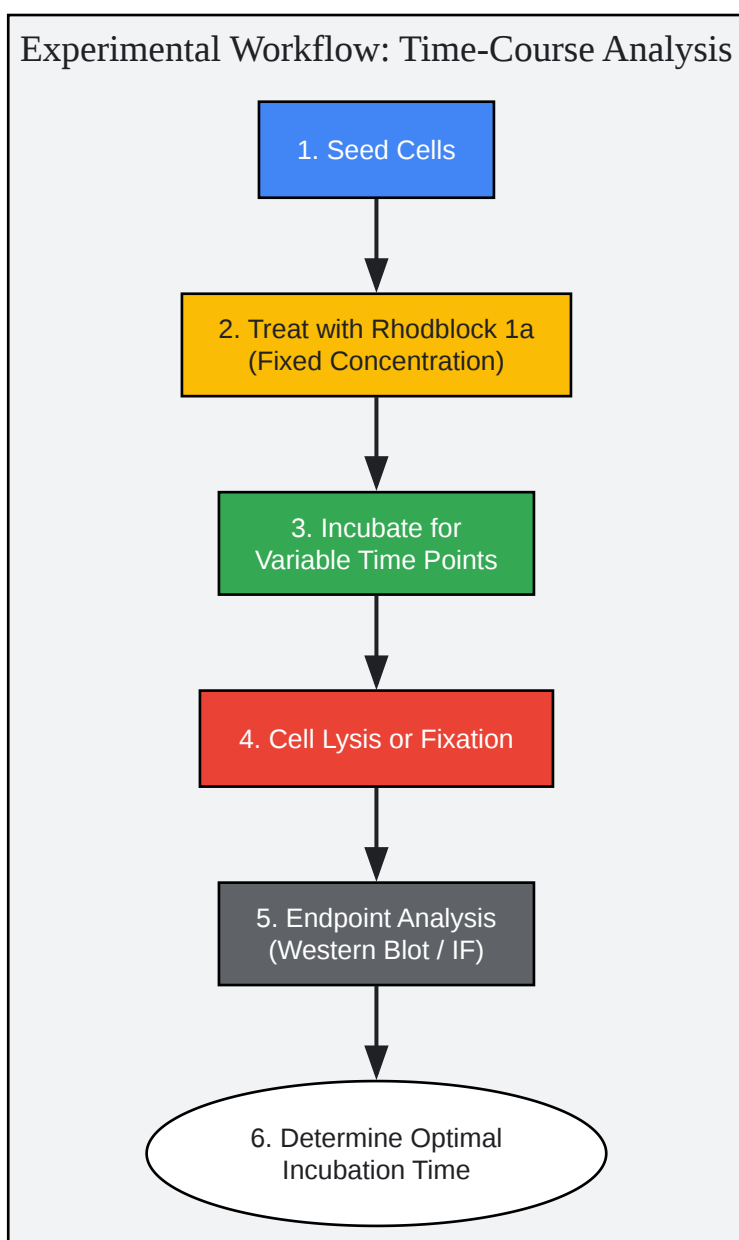 Experimental Workflow: Time-Course Analysis
1. Seed Cells
2. Treat with Rhodblock 1a
(Fixed Concentration)
3. Incubate for
Variable Time Points
4. Cell Lysis or Fixation
5. Endpoint Analysis
(Western Blot / IF)
6. Determine Optimal
Incubation Time